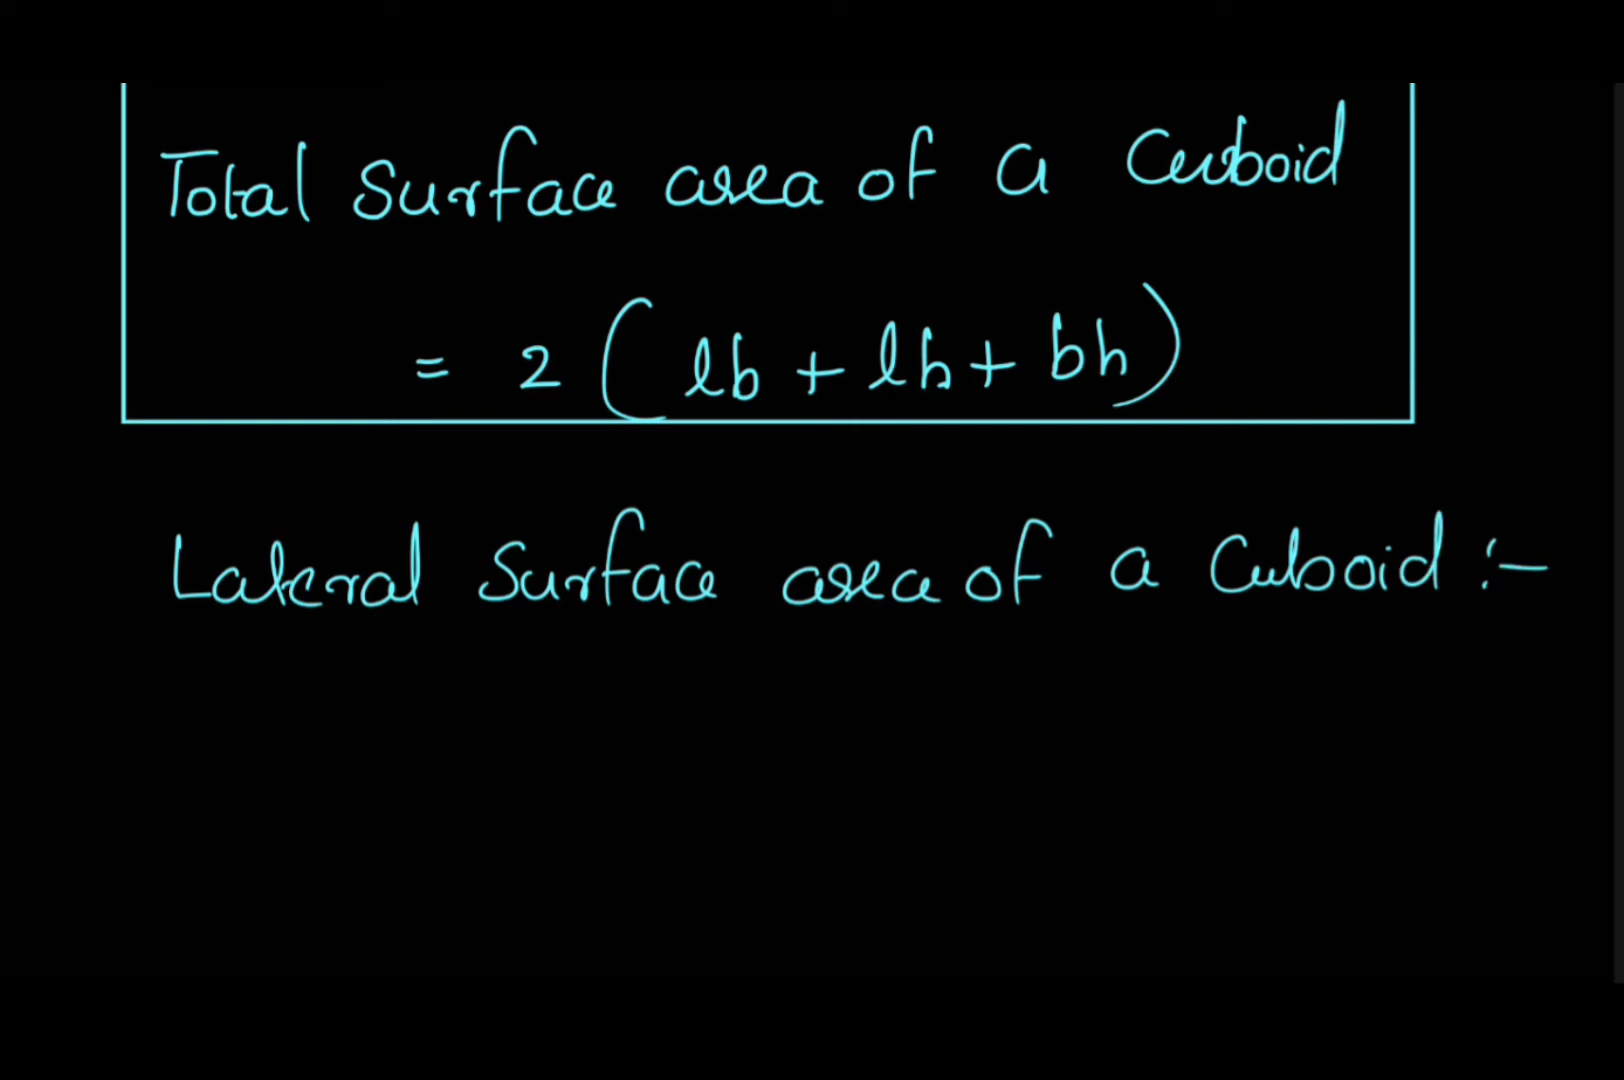 Total Surface area of a Cuboid
= 2 ( lb + lh + bh )
Lateral Surface area of a Cuboid :-